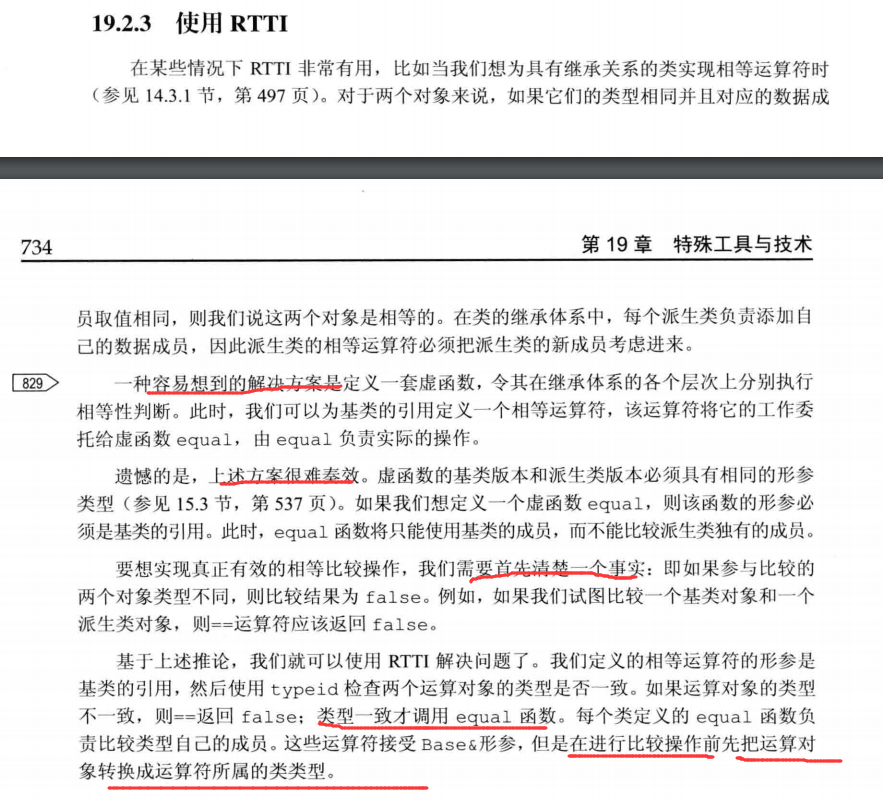 19.2.3 使用 RTTI
在某些情况下 RTTI 非常有用，比如当我们想为具有继承关系的类实现相等运算符时
（参见 14.3.1 节，第 497 页）。对于两个对象来说，如果它们的类型相同并且对应的数据成
734
第 19 章 特殊工具与技术
员取值相同，则我们说这两个对象是相等的。在类的继承体系中，每个派生类负责添加自
己的数据成员，因此派生类的相等运算符必须把派生类的新成员考虑进来。
829 一种容易想到的解决方案是定义一套虚函数，令其在继承体系的各个层次上分别执行
相等性判断。此时，我们可以为基类的引用定义一个相等运算符，该运算符将它的工作委
托给虚函数 equal，由 equal 负责实际的操作。
遗憾的是，上述方案很难奏效。虚函数的基类版本和派生类版本必须具有相同的形参
类型（参见 15.3 节，第 537 页）。如果我们想定义一个虚函数 equal，则该函数的形参必
须是基类的引用。此时，equal 函数将只能使用基类的成员，而不能比较派生类独有的成员。
要想实现真正有效的相等比较操作，我们需要首先清楚一个事实：即如果参与比较的
两个对象类型不同，则比较结果为 false。例如，如果我们试图比较一个基类对象和一个
派生类对象，则==运算符应该返回 false。
基于上述推论，我们就可以使用 RTTI 解决问题了。我们定义的相等运算符的形参是
基类的引用，然后使用 typeid 检查两个运算对象的类型是否一致。如果运算对象的类型
不一致，则==返回 false；类型一致才调用 equal 函数。每个类定义的 equal 函数负
责比较类型自己的成员。这些运算符接受 Base&形参，但是在进行比较操作前先把运算对
象转换成运算符所属的类类型。